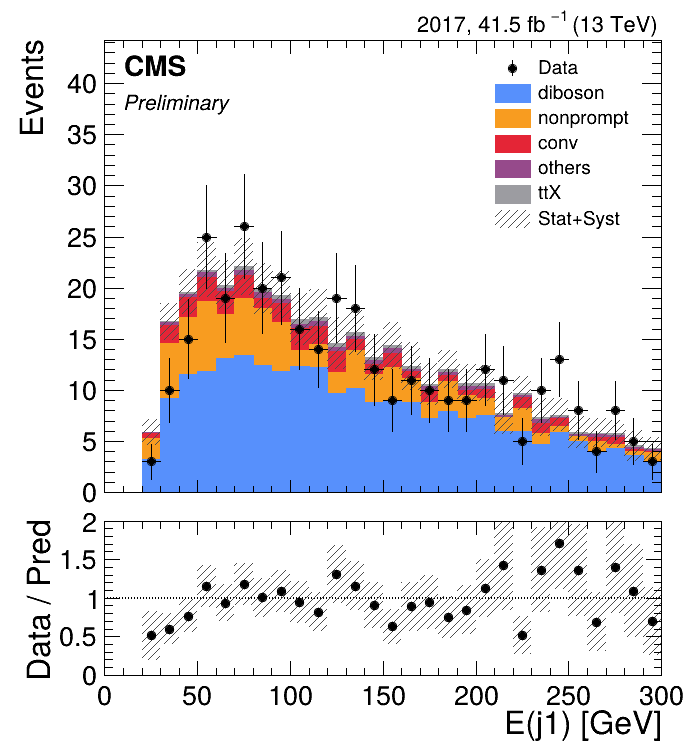 2017, 41.5 fb⁻¹ (13 TeV)
Events
CMS
Preliminary
Data
diboson
nonprompt
conv
others
ttX
Stat+Syst
40
35
30
25
20
15
10
5
0
Data / Pred
2
1.5
1
0.5
0
0 50 100 150 200 250 300
E(j1) [GeV]